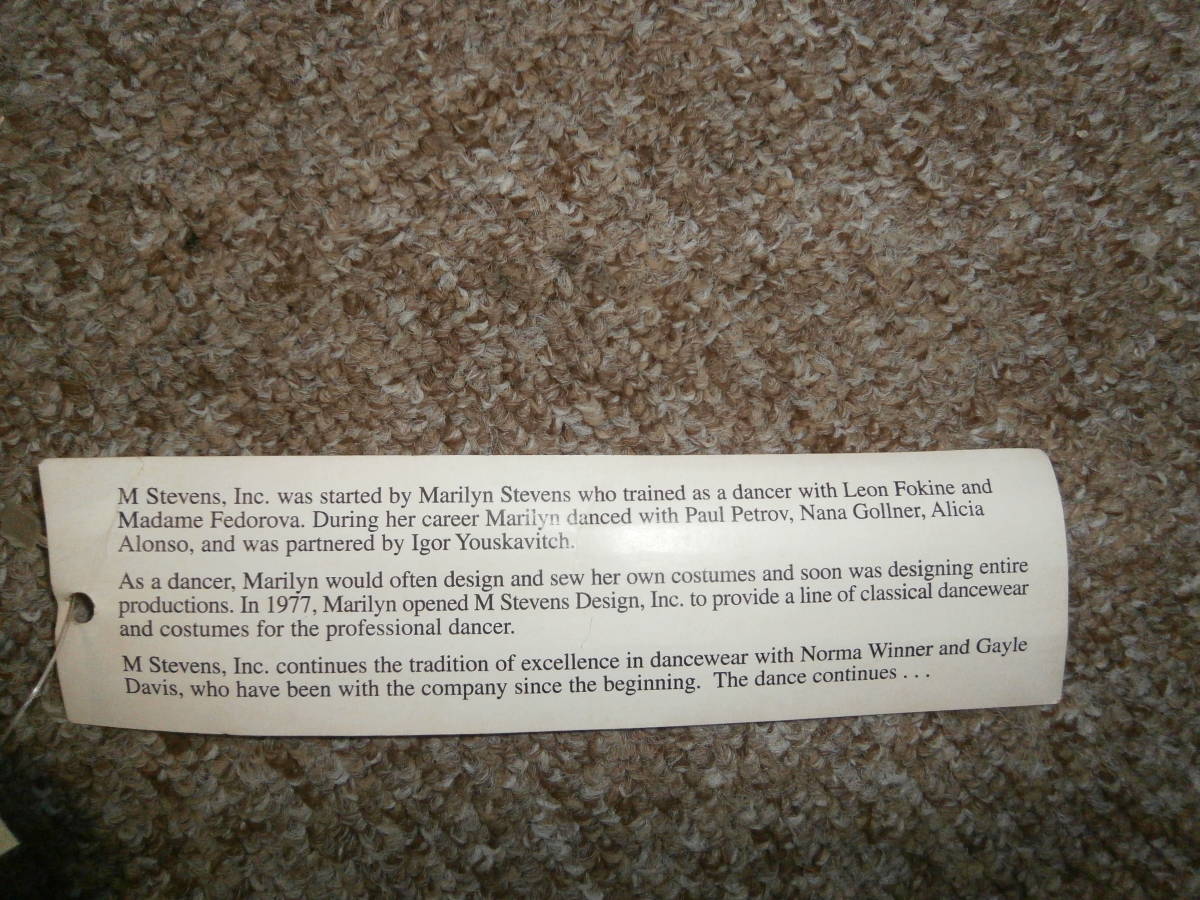 M Stevens, Inc. was started by Marilyn Stevens who trained as a dancer with Leon Fokine and
Madame Fedorova. During her career Marilyn danced with Paul Petrov, Nana Gollner, Alicia
Alonso, and was partnered by Igor Youskavitch.
As a dancer, Marilyn would often design and sew her own costumes and soon was designing entire
productions. In 1977, Marilyn opened M Stevens Design, Inc. to provide a line of classical dancewear
and costumes for the professional dancer.
M Stevens, Inc. continues the tradition of excellence in dancewear with Norma Winner and Gayle
Davis, who have been with the company since the beginning. The dance continues . . .